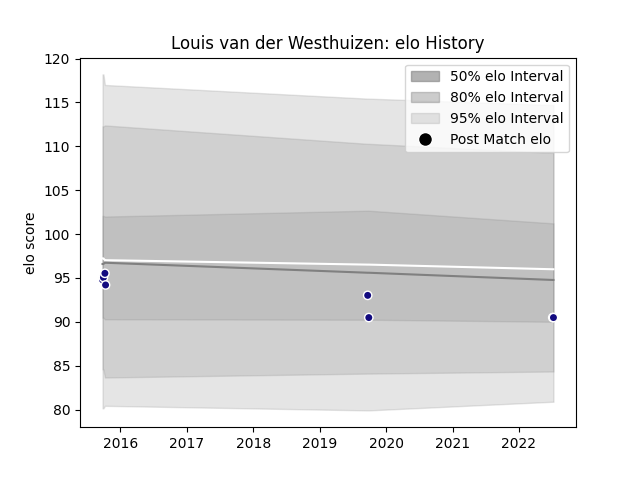 Louis van der Westhuizen: elo History
50% elo Interval
80% elo Interval
95% elo Interval
Post Match elo
elo score
120
115
110
105
100
95
90
85
80
2016 2017 2018 2019 2020 2021 2022